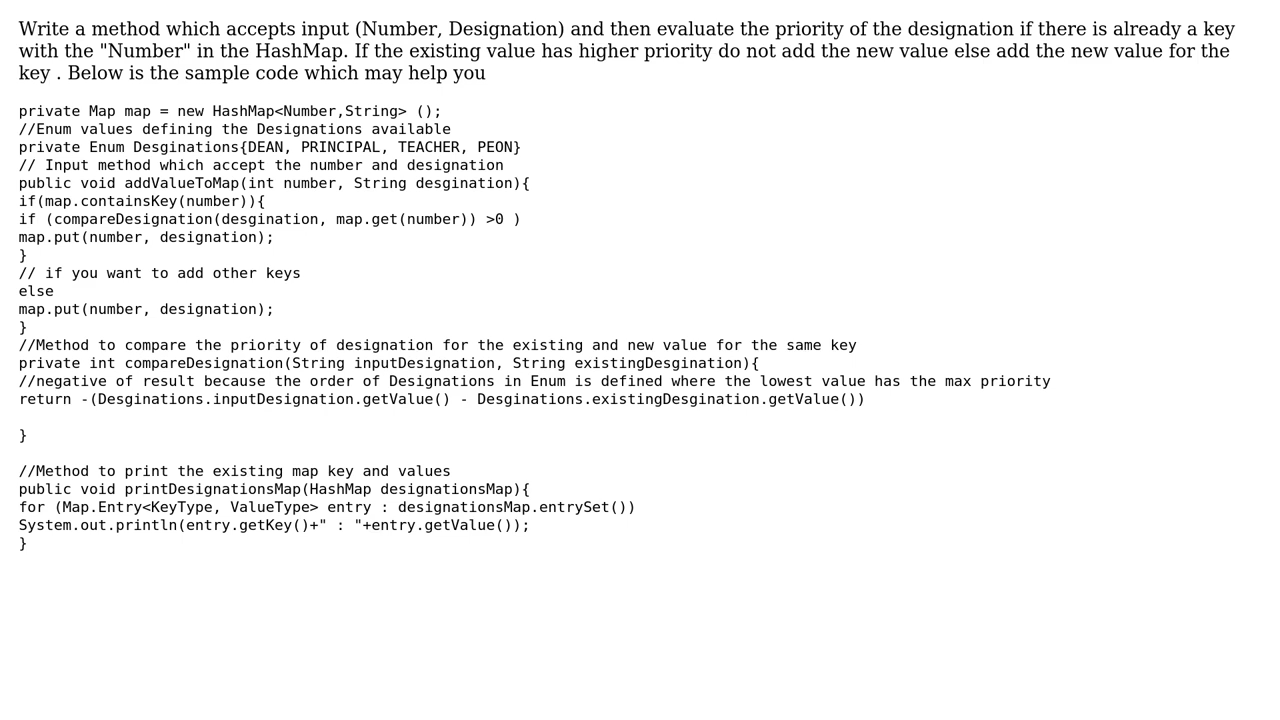 Write a method which accepts input (Number, Designation) and then evaluate the priority of the designation if there is already a key
with the "Number" in the HashMap. If the existing value has higher priority do not add the new value else add the new value for the
key . Below is the sample code which may help you
private Map map = new HashMap<Number,String> ();
//Enum values defining the Designations available
private Enum Desginations{DEAN, PRINCIPAL, TEACHER, PEON}
// Input method which accept the number and designation
public void addValueToMap(int number, String desgination){
if(map.containsKey(number)){
if (compareDesignation(desgination, map.get(number)) >0 )
map.put(number, designation);
}
// if you want to add other keys
else
map.put(number, designation);
}
//Method to compare the priority of designation for the existing and new value for the same key
private int compareDesignation(String inputDesignation, String existingDesgination){
//negative of result because the order of Designations in Enum is defined where the lowest value has the max priority
return -(Desginations.inputDesignation.getValue() - Desginations.existingDesgination.getValue())
}
//Method to print the existing map key and values
public void printDesignationsMap(HashMap designationsMap){
for (Map.Entry<KeyType, ValueType> entry : designationsMap.entrySet())
System.out.println(entry.getKey()+" : "+entry.getValue());
}